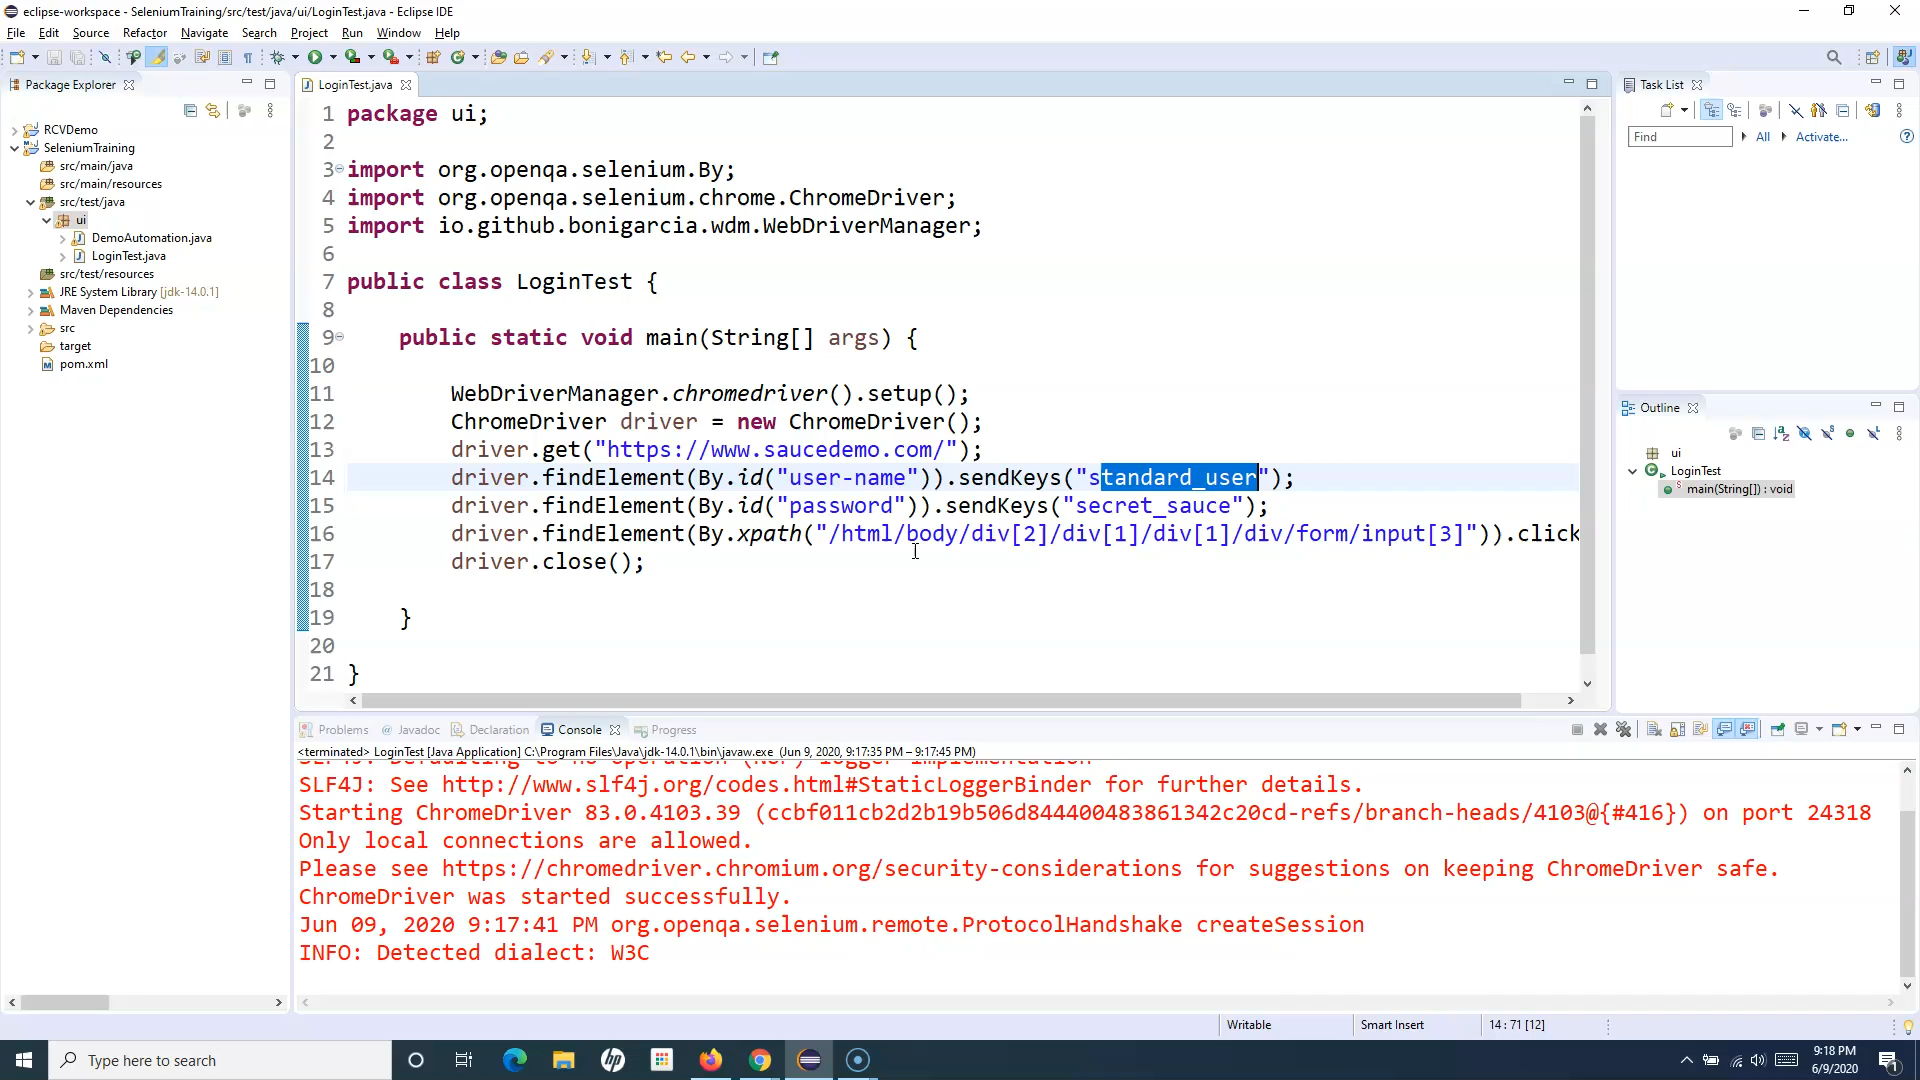 eclipse-workspace - SeleniumTraining/src/test/java/ui/LoginTest.java - Eclipse IDE
File Edit Source Refactor Navigate Search Project Run Window Help
Package Explorer
RCVDemo
SeleniumTraining
src/main/java
src/main/resources
src/test/java
ui
DemoAutomation.java
LoginTest.java
src/test/resources
JRE System Library [jdk-14.0.1]
Maven Dependencies
src
target
pom.xml
LoginTest.java
1 package ui;
2
3 import org.openqa.selenium.By;
4 import org.openqa.selenium.chrome.ChromeDriver;
5 import io.github.bonigarcia.wdm.WebDriverManager;
6
7 public class LoginTest {
8
9 public static void main(String[] args) {
10
11 WebDriverManager.chromedriver().setup();
12 ChromeDriver driver = new ChromeDriver();
13 driver.get("https://www.saucedemo.com/");
14 driver.findElement(By.id("user-name")).sendKeys("standard_user");
15 driver.findElement(By.id("password")).sendKeys("secret_sauce");
16 driver.findElement(By.xpath("/html/body/div[2]/div[1]/div[1]/div/form/input[3]")).click
17 driver.close();
18
19 }
20
21 }
Task List
Find All Activate...
Outline
ui
LoginTest
main(String[]) : void
Problems Javadoc Declaration Console Progress
<terminated> LoginTest [Java Application] C:\Program Files\Java\jdk-14.0.1\bin\javaw.exe (Jun 9, 2020, 9:17:35 PM – 9:17:45 PM)
SLF4J: Defaulting to no-operation (NOP) logger implementation
SLF4J: See http://www.slf4j.org/codes.html#StaticLoggerBinder for further details.
Starting ChromeDriver 83.0.4103.39 (ccbf011cb2d2b19b506d844400483861342c20cd-refs/branch-heads/4103@{#416}) on port 24318
Only local connections are allowed.
Please see https://chromedriver.chromium.org/security-considerations for suggestions on keeping ChromeDriver safe.
ChromeDriver was started successfully.
Jun 09, 2020 9:17:41 PM org.openqa.selenium.remote.ProtocolHandshake createSession
INFO: Detected dialect: W3C
Writable Smart Insert 14 : 71 [12]
Type here to search
9:18 PM
6/9/2020